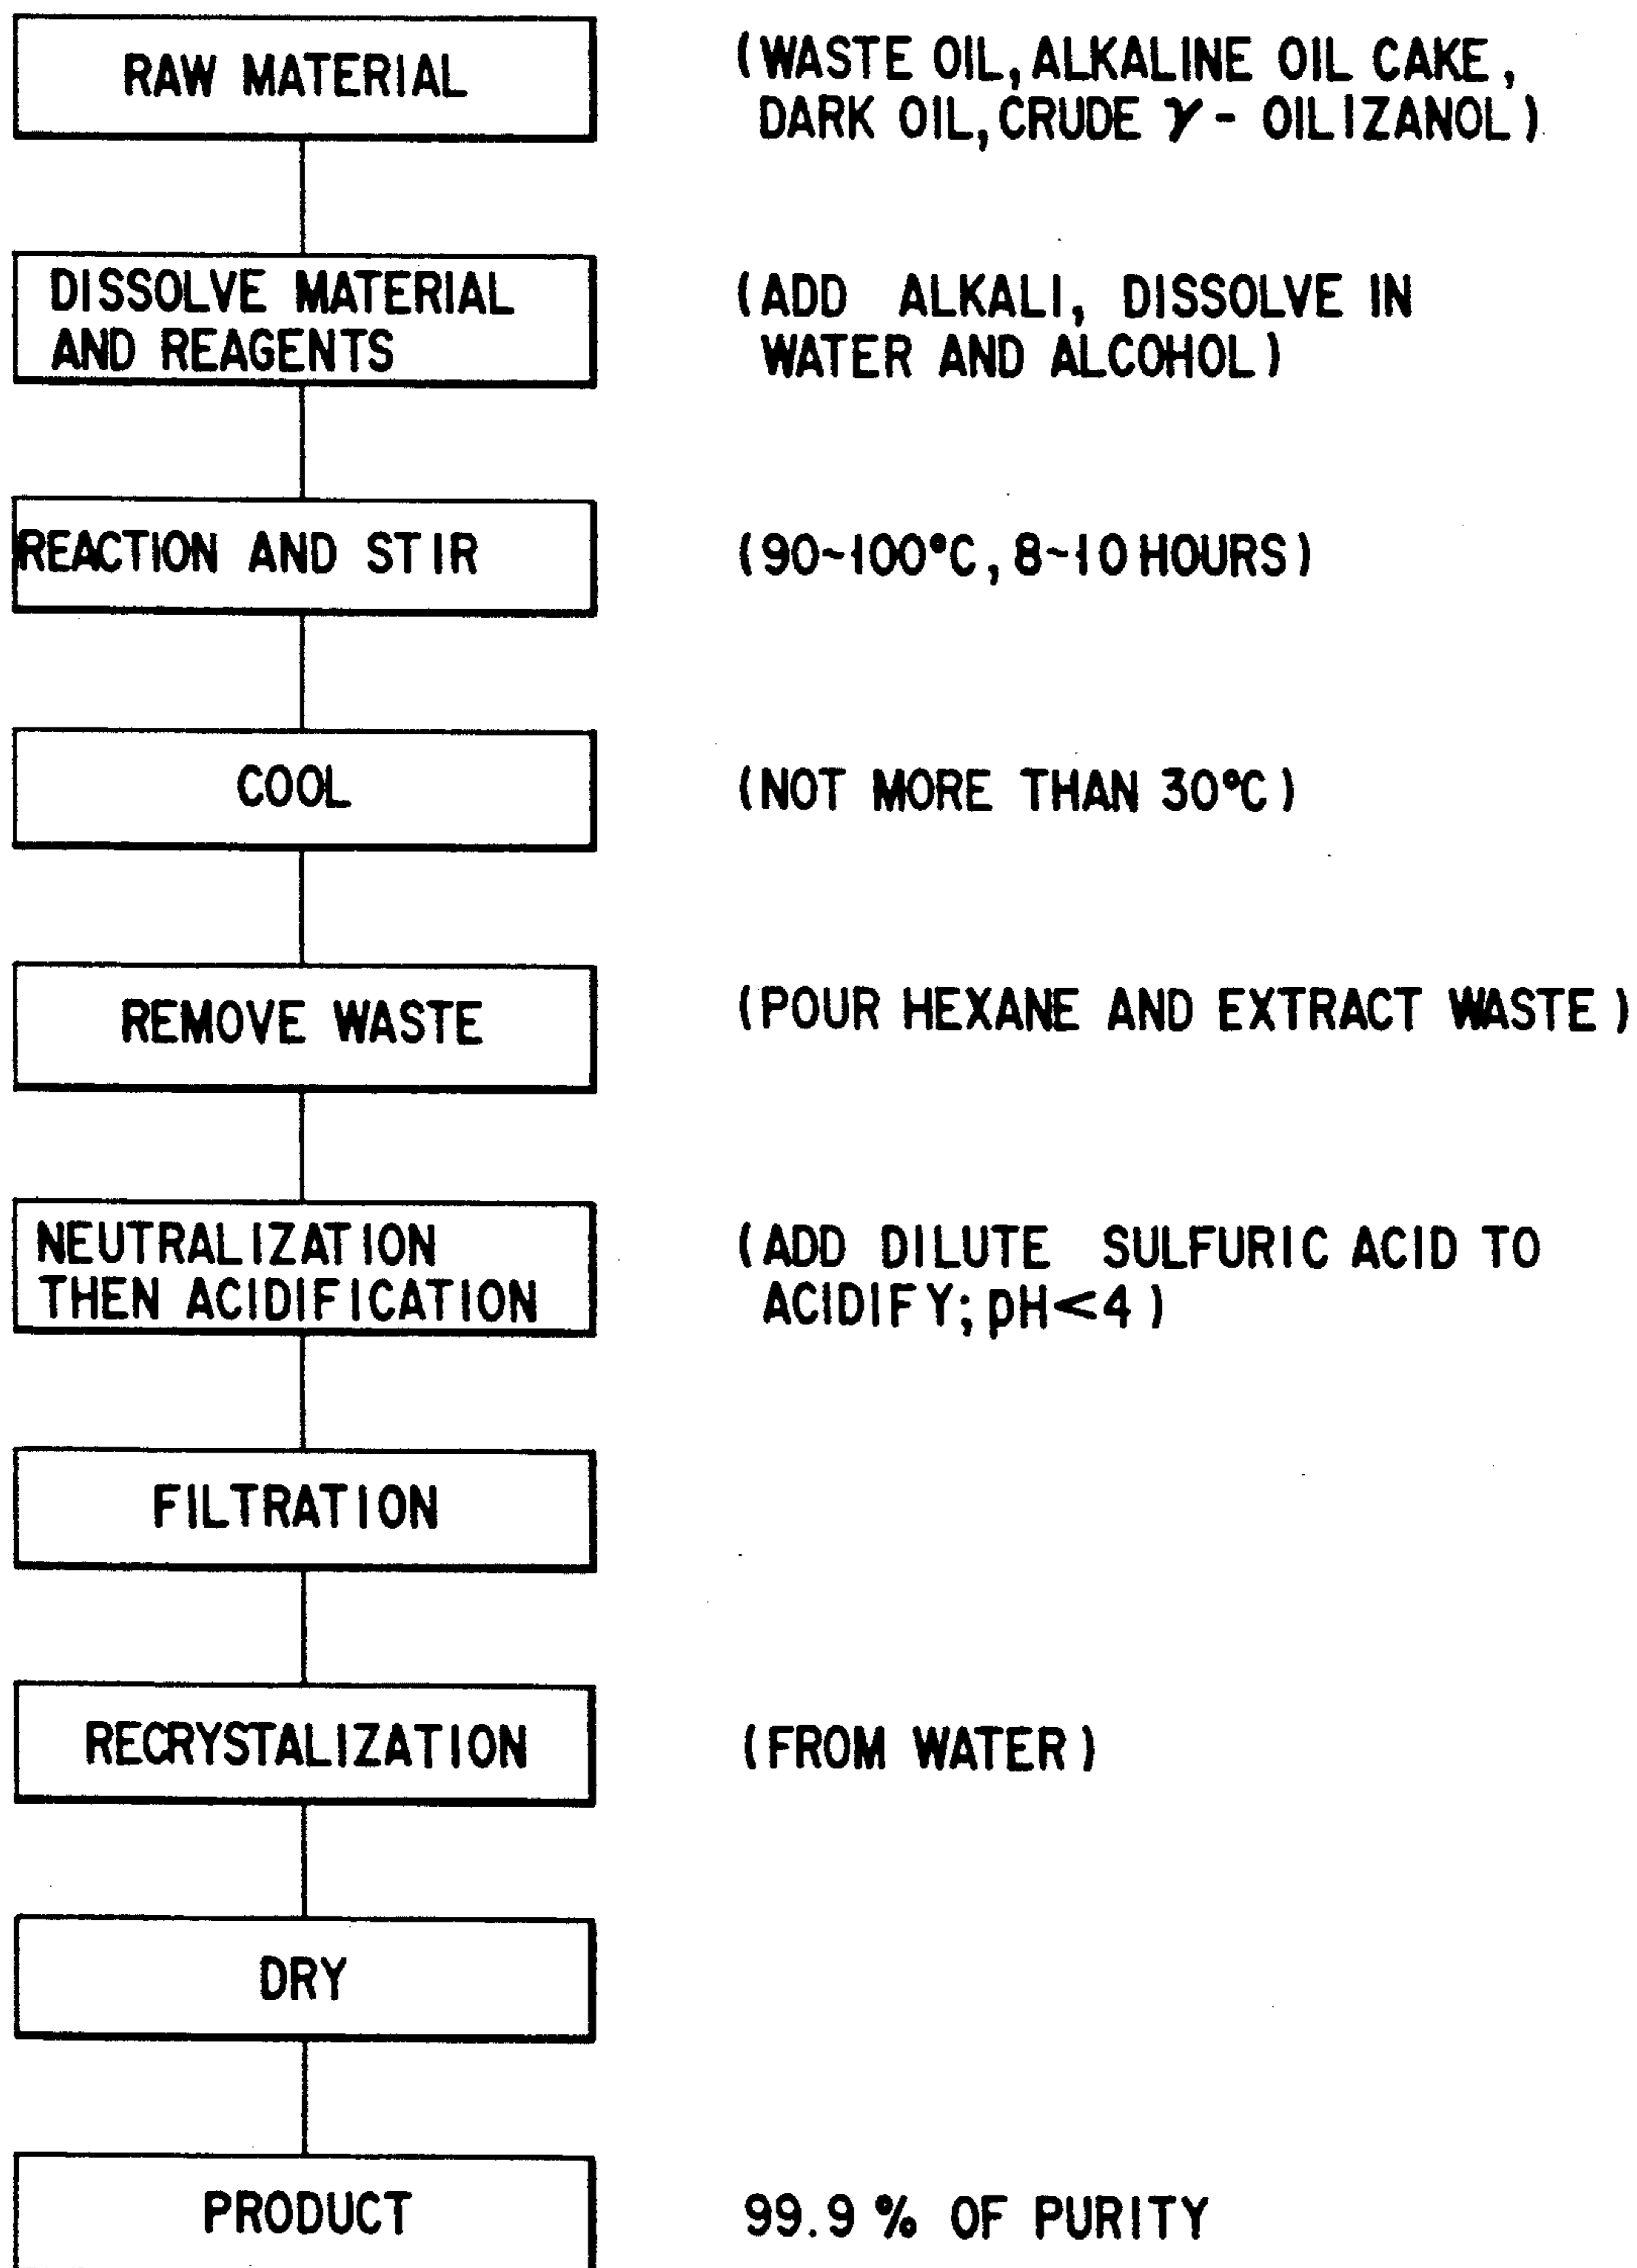 RAW MATERIAL
(WASTE OIL, ALKALINE OIL CAKE,
DARK OIL, CRUDE γ - OILIZANOL)
DISSOLVE MATERIAL
AND REAGENTS
(ADD ALKALI, DISSOLVE IN
WATER AND ALCOHOL)
REACTION AND STIR
(90~100°C, 8~10 HOURS)
COOL
(NOT MORE THAN 30°C)
REMOVE WASTE
(POUR HEXANE AND EXTRACT WASTE)
NEUTRALIZATION
THEN ACIDIFICATION
(ADD DILUTE SULFURIC ACID TO
ACIDIFY; pH<4)
FILTRATION
RECRYSTALIZATION
(FROM WATER)
DRY
PRODUCT
99.9 % OF PURITY